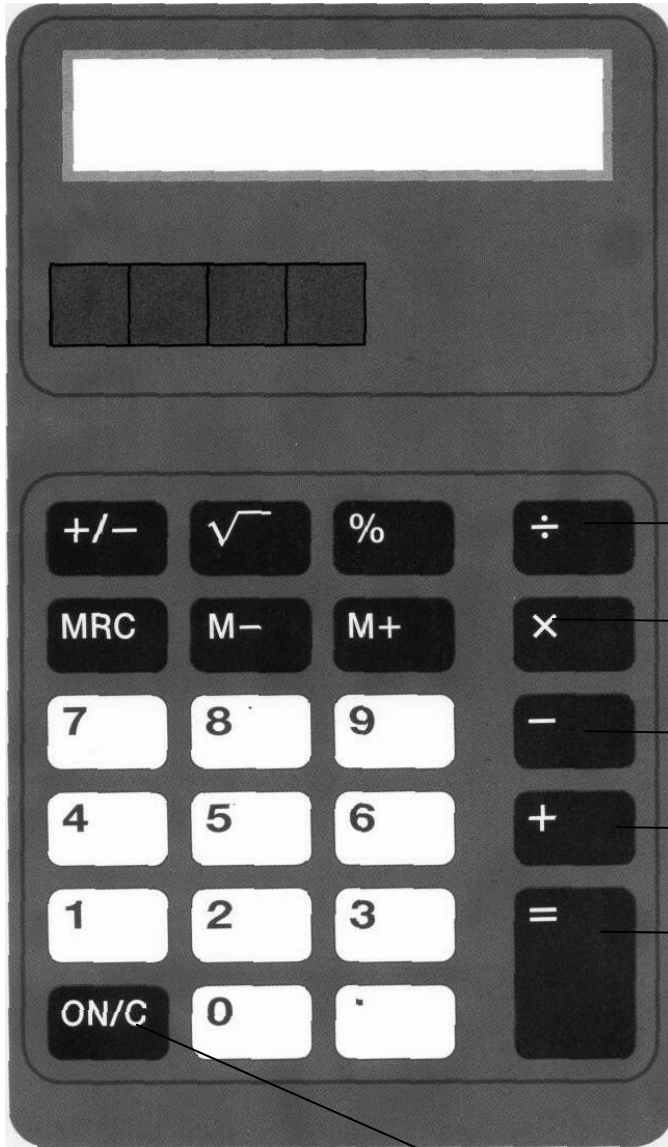 +/− √ % ÷
MRC M− M+ ×
7 8 9 −
4 5 6 +
1 2 3 =
ON/C 0 .